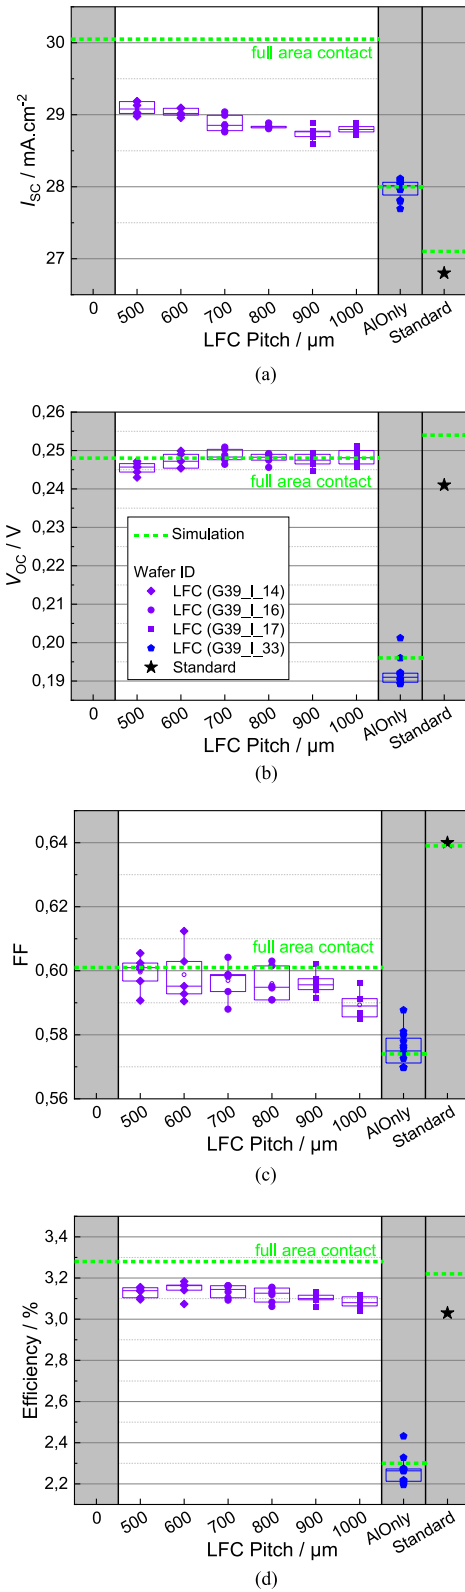 30
full area contact
29
28
27
I_SC / mA.cm⁻²
0 500 600 700 800 900 1000 AlOnly Standard
LFC Pitch / µm
(a)
0,26
0,25
full area contact
0,24
0,23
0,22
0,21
0,20
0,19
V_OC / V
Simulation
Wafer ID
LFC (G39_I_14)
LFC (G39_I_16)
LFC (G39_I_17)
LFC (G39_I_33)
Standard
0 500 600 700 800 900 1000 AlOnly Standard
LFC Pitch / µm
(b)
0,64
0,62
full area contact
0,60
0,58
0,56
FF
0 500 600 700 800 900 1000 AlOnly Standard
LFC Pitch / µm
(c)
3,4
full area contact
3,2
3,0
2,8
2,6
2,4
2,2
Efficiency / %
0 500 600 700 800 900 1000 AlOnly Standard
LFC Pitch / µm
(d)